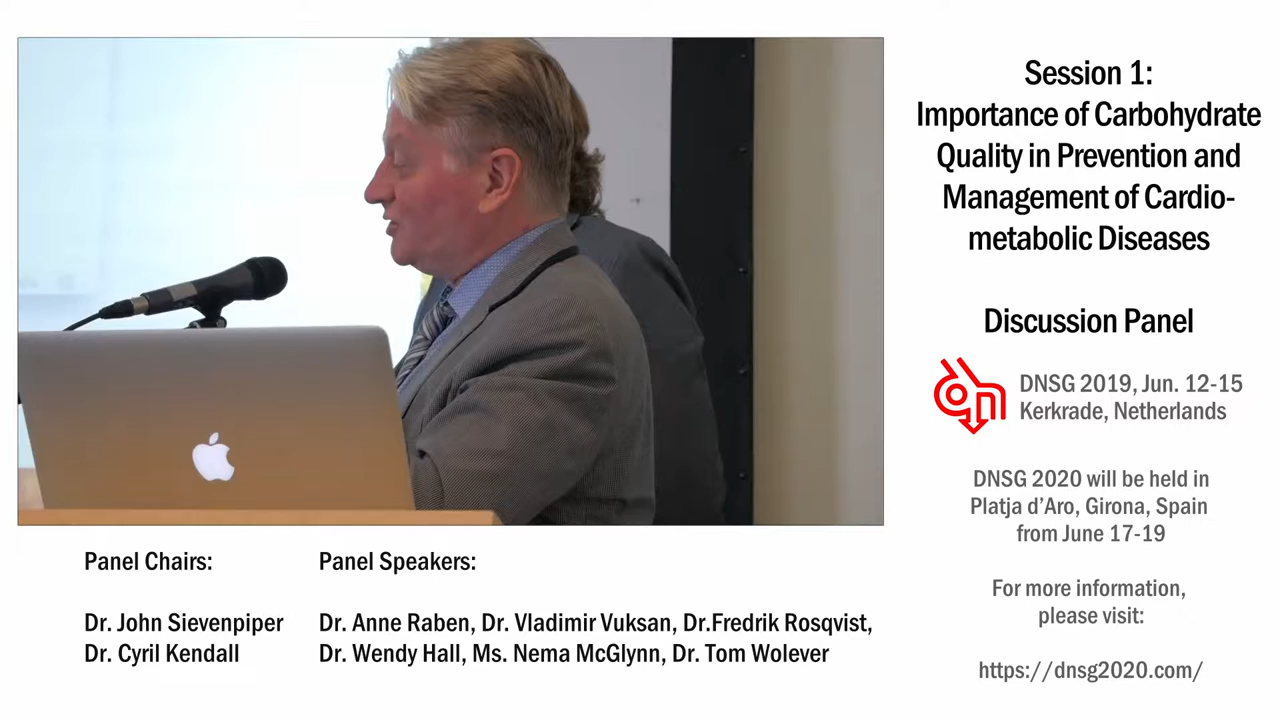 Session 1:
Importance of Carbohydrate
Quality in Prevention and
Management of Cardio-
metabolic Diseases
Discussion Panel
DNSG 2019, Jun. 12-15
Kerkrade, Netherlands
DNSG 2020 will be held in
Platja d'Aro, Girona, Spain
from June 17-19
For more information,
please visit:
https://dnsg2020.com/
Panel Chairs:
Dr. John Sievenpiper
Dr. Cyril Kendall
Panel Speakers:
Dr. Anne Raben, Dr. Vladimir Vuksan, Dr.Fredrik Rosqvist,
Dr. Wendy Hall, Ms. Nema McGlynn, Dr. Tom Wolever